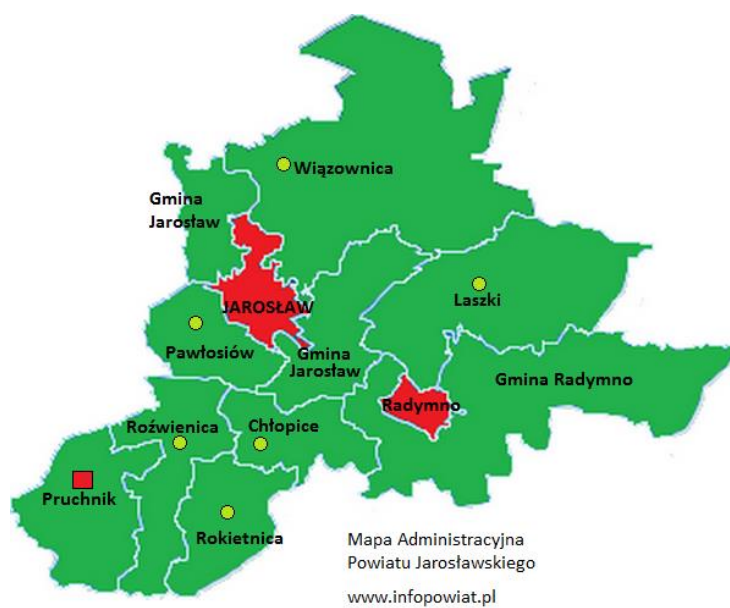 Wiązownica
Gmina
Jarosław
Laszki
JAROSŁAW
Pawłosiów
Gmina
Jarosław
Gmina Radymno
Radymno
Roźwienica
Chłopice
Pruchnik
Rokietnica
Mapa Administracyjna
Powiatu Jarosławskiego
www.infopowiat.pl